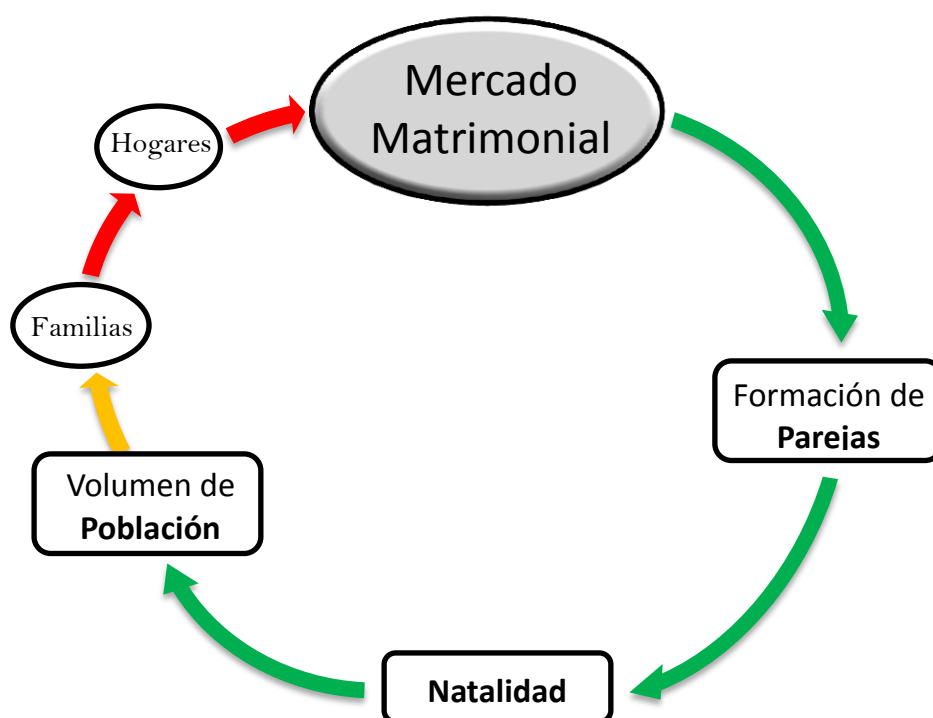 Mercado
Matrimonial
Hogares
Familias
Formación de
Parejas
Volumen de
Población
Natalidad